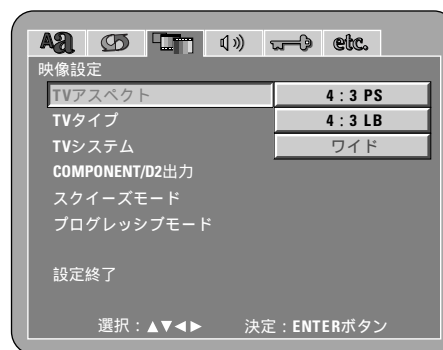 Aa etc.
映像設定
TVアスペクト 4 : 3 PS
TVタイプ 4 : 3 LB
TVシステム ワイド
COMPONENT/D2出力
スクイーズモード
プログレッシブモード
設定終了
選択 : ▲▼◀▶ 決定 : ENTERボタン